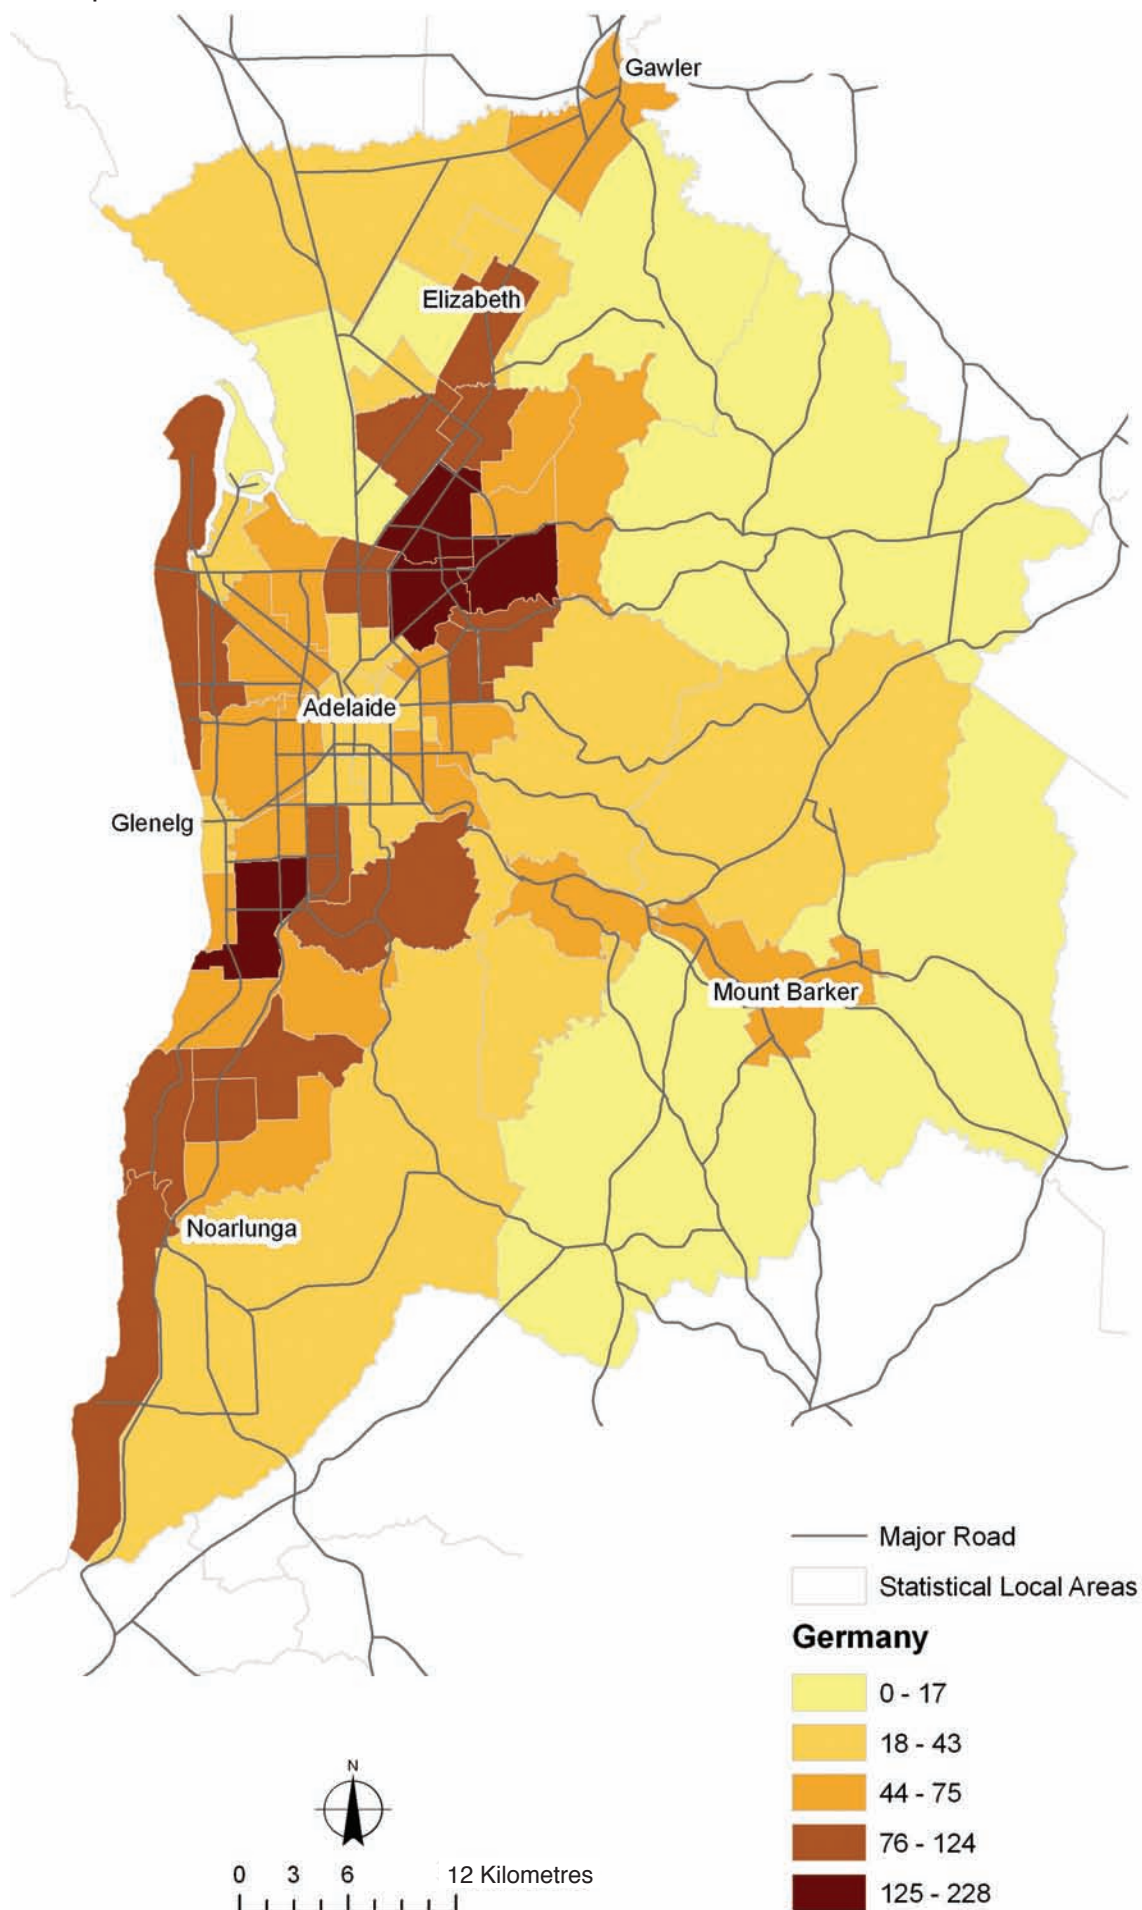 Gawler
Elizabeth
Adelaide
Glenelg
Mount Barker
Noarlunga
Major Road
Statistical Local Areas
Germany
0 - 17
18 - 43
44 - 75
76 - 124
125 - 228
N
0 3 6 12 Kilometres